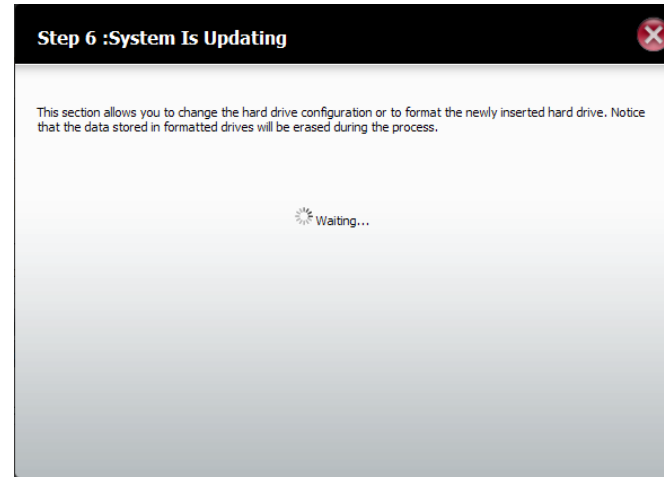 Step 6 :System Is Updating
This section allows you to change the hard drive configuration or to format the newly inserted hard drive. Notice
that the data stored in formatted drives will be erased during the process.
Waiting...